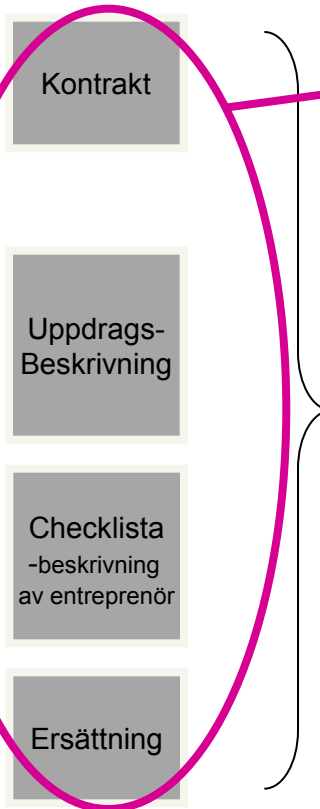 Kontrakt
Uppdrags-
Beskrivning
Checklista
-beskrivning
av entreprenör
Ersättning